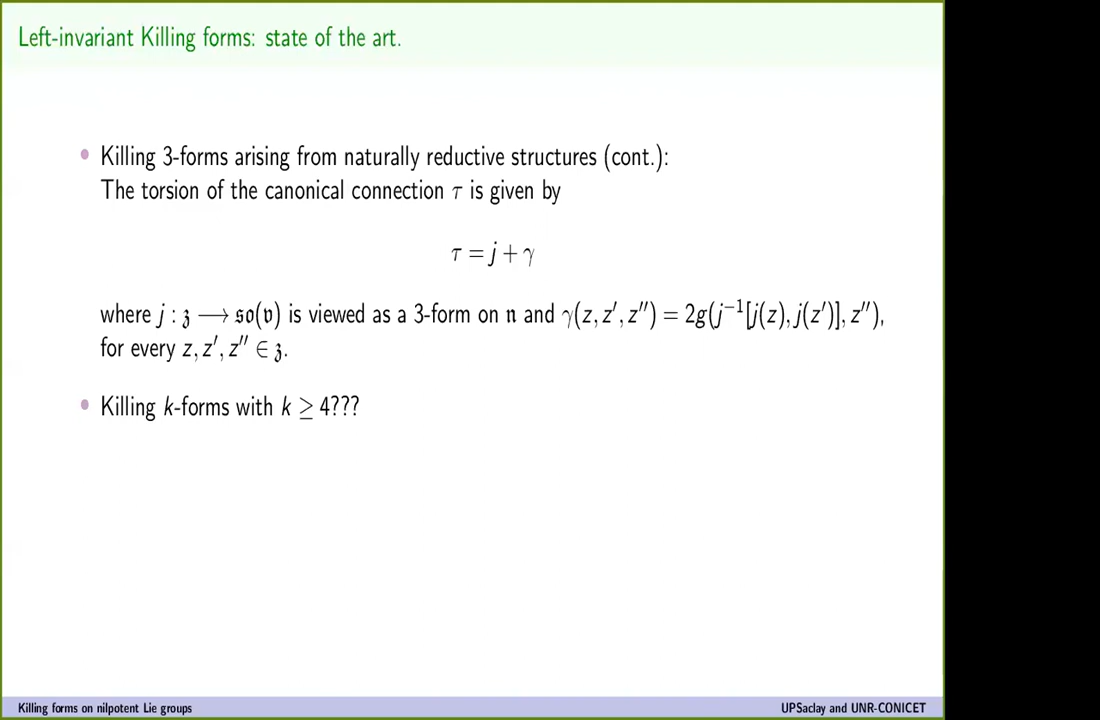 Left-invariant Killing forms: state of the art.
• Killing 3-forms arising from naturally reductive structures (cont.):
The torsion of the canonical connection τ is given by
τ = j + γ
where j : 𝔷 ⟶ 𝔰𝔬(𝔳) is viewed as a 3-form on 𝔫 and γ(z, z′, z′′) = 2g(j⁻¹[j(z), j(z′)], z′′),
for every z, z′, z′′ ∈ 𝔷.
• Killing k-forms with k ≥ 4???
Killing forms on nilpotent Lie groups UPSaclay and UNR-CONICET